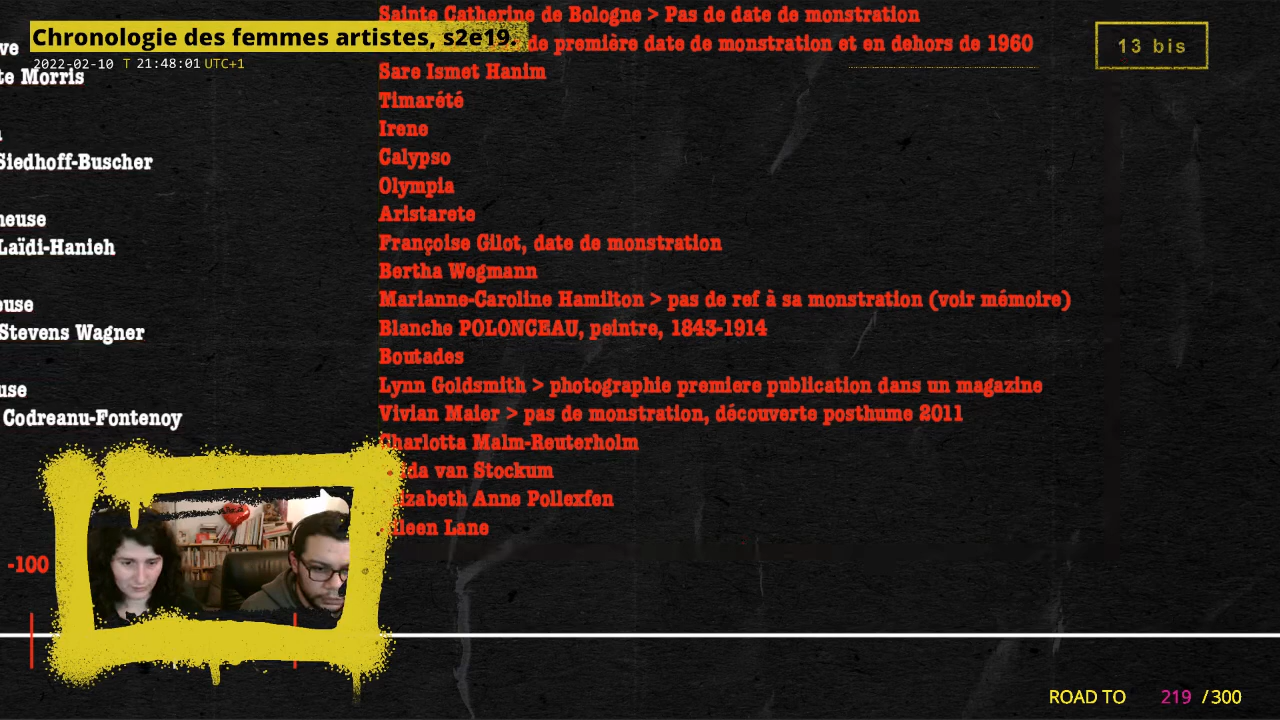 Sainte Catherine de Bologne > Pas de date de monstration
Chronologie des femmes artistes, s2e19.
de première date de monstration et en dehors de 1960
13 bis
2022-02-10 T 21:48:01 UTC+1
ve
te Morris
Sare Ismet Hanim
Timarété
Irene
Calypso
Siedhoff-Buscher
Olympia
Aristarete
neuse
Laïdi-Hanieh
Françoise Gilot, date de monstration
Bertha Wegmann
Marianne-Caroline Hamilton > pas de ref à sa monstration (voir mémoire)
euse
Stevens Wagner
Blanche POLONCEAU, peintre, 1843-1914
Boutades
Lynn Goldsmith > photographie premiere publication dans un magazine
use
Codreanu-Fontenoy
Vivian Maier > pas de monstration, découverte posthume 2011
Charlotta Malm-Reuterholm
da van Stockum
izabeth Anne Pollexfen
lleen Lane
-100
ROAD TO 219 /300